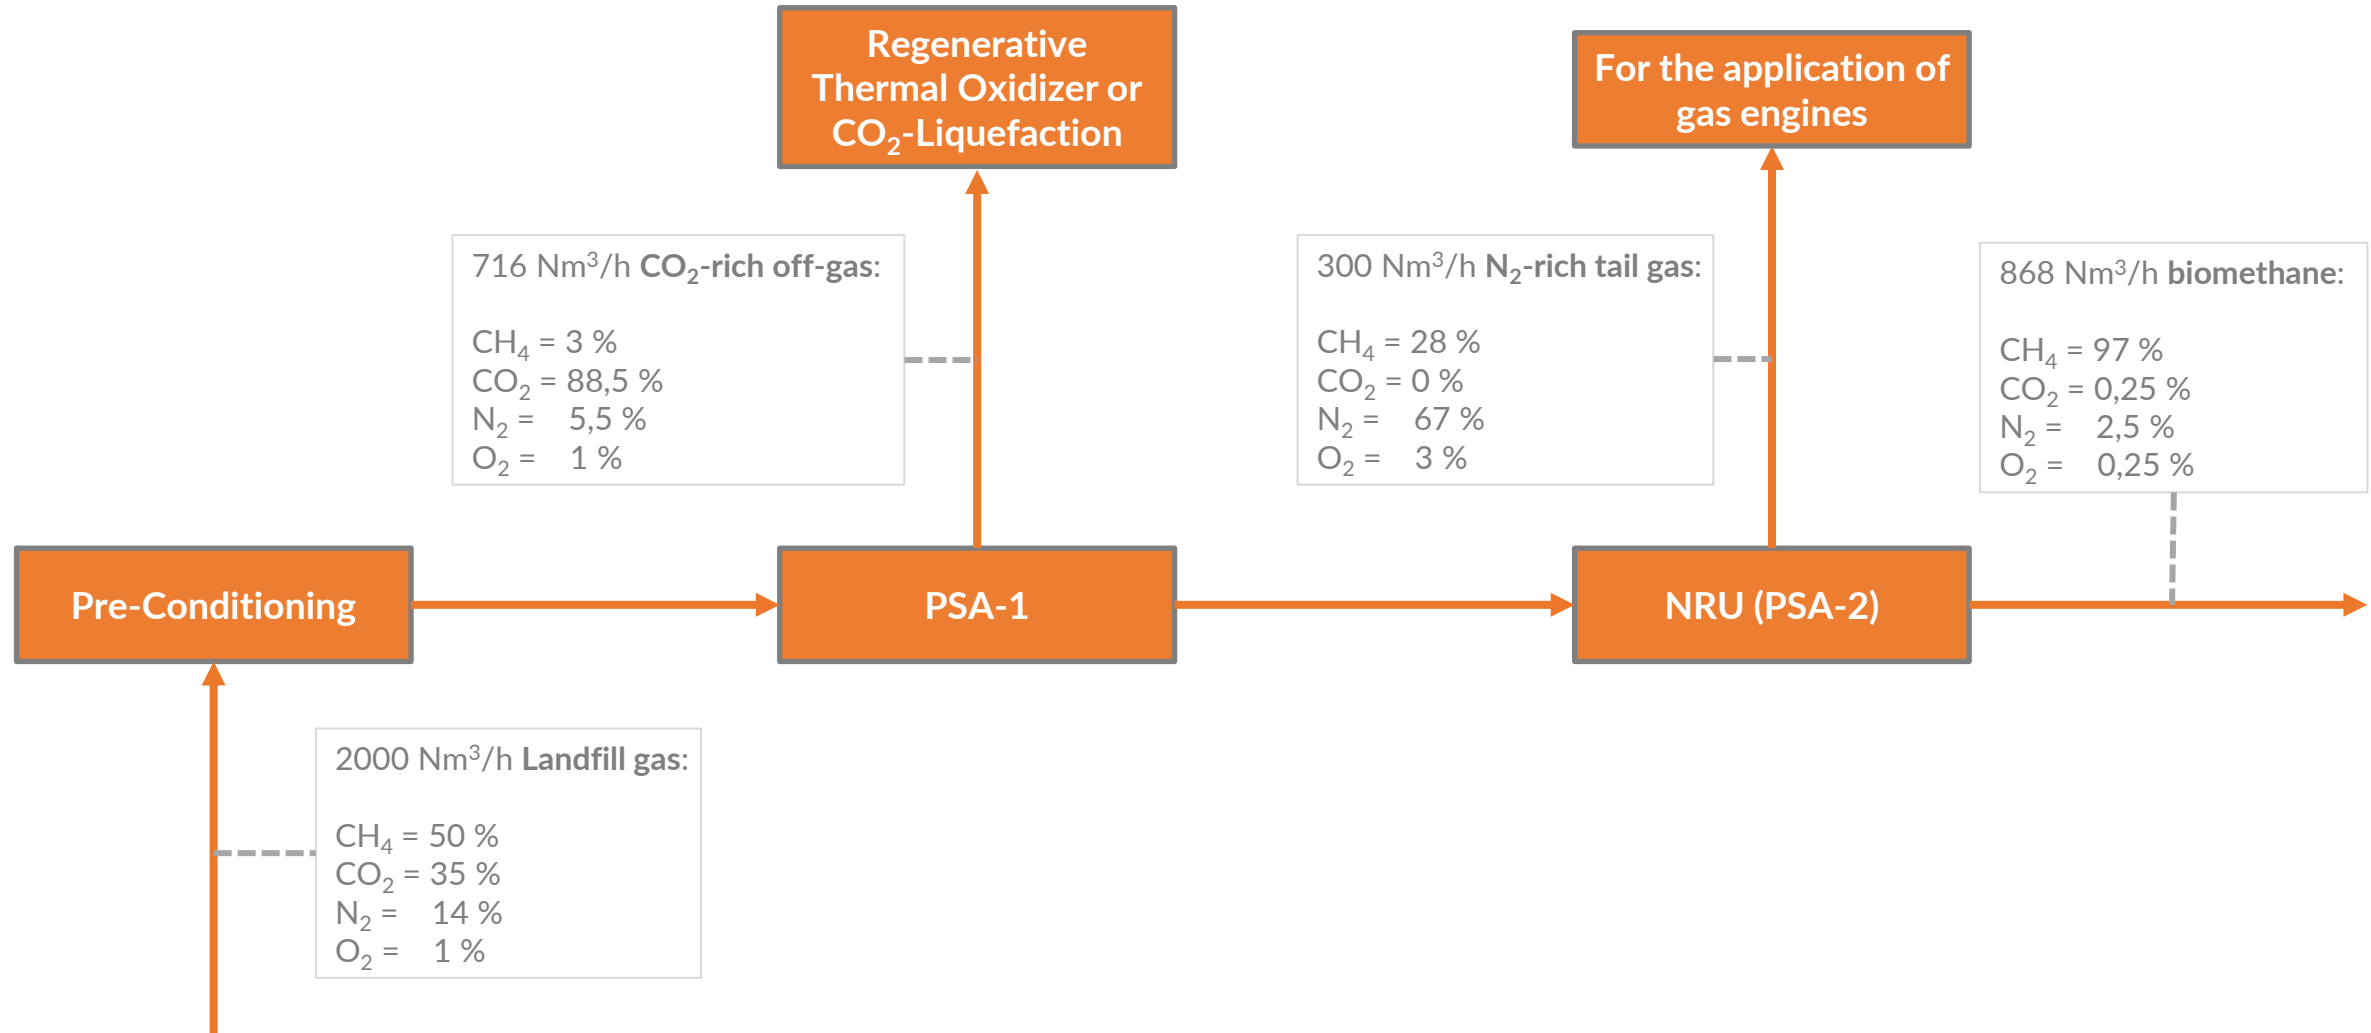 Regenerative
Thermal Oxidizer or
CO₂-Liquefaction
For the application of
gas engines
716 Nm³/h CO₂-rich off-gas:
CH₄ = 3 %
CO₂ = 88,5 %
N₂ = 5,5 %
O₂ = 1 %
300 Nm³/h N₂-rich tail gas:
CH₄ = 28 %
CO₂ = 0 %
N₂ = 67 %
O₂ = 3 %
868 Nm³/h biomethane:
CH₄ = 97 %
CO₂ = 0,25 %
N₂ = 2,5 %
O₂ = 0,25 %
Pre-Conditioning
PSA-1
NRU (PSA-2)
2000 Nm³/h Landfill gas:
CH₄ = 50 %
CO₂ = 35 %
N₂ = 14 %
O₂ = 1 %